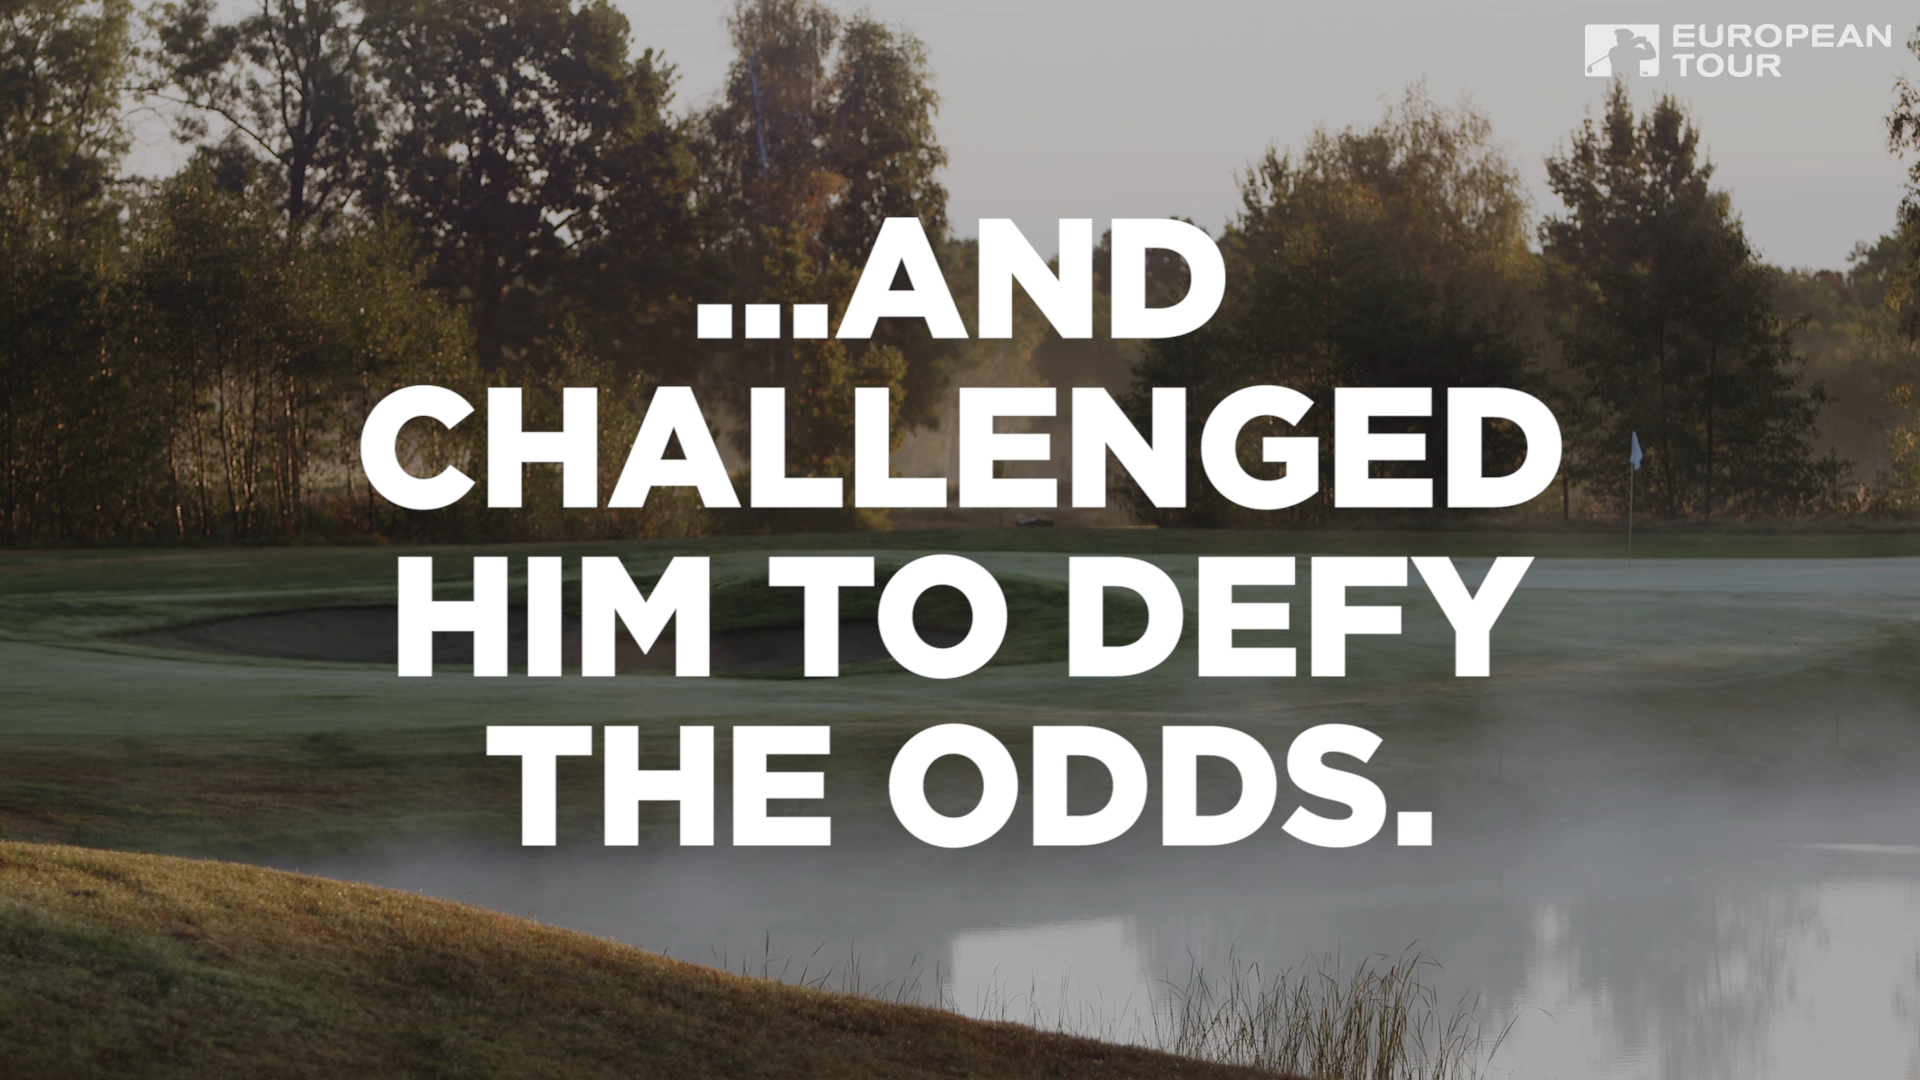 EUROPEAN
TOUR
...AND
CHALLENGED
HIM TO DEFY
THE ODDS.